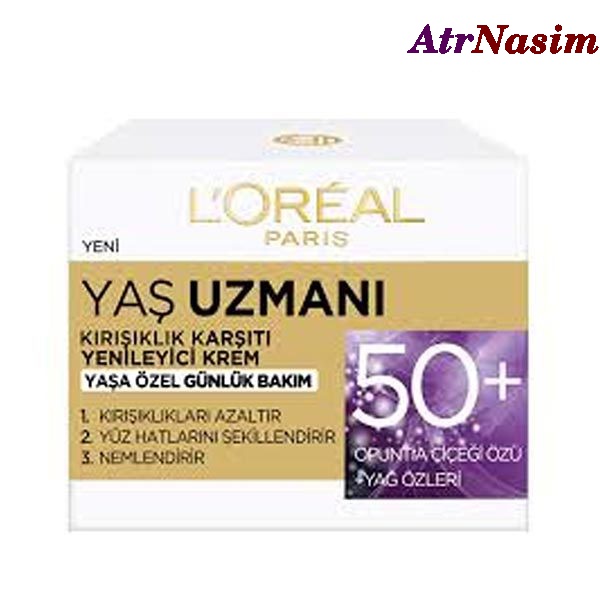 AtrNasim
L'ORÉAL
PARIS
YENİ
YAŞ UZMANI
KIRIŞIKLIK KARŞITI
YENİLEYİCİ KREM
YAŞA ÖZEL GÜNLÜK BAKIM
1. KIRIŞIKLIKLARI AZALTIR
2. YÜZ HATLARINI ŞEKİLLENDİRİR
3. NEMLENDİRİR
50+
OPUNTIA ÇİÇEĞİ ÖZÜ
+YAĞ ÖZLERİ